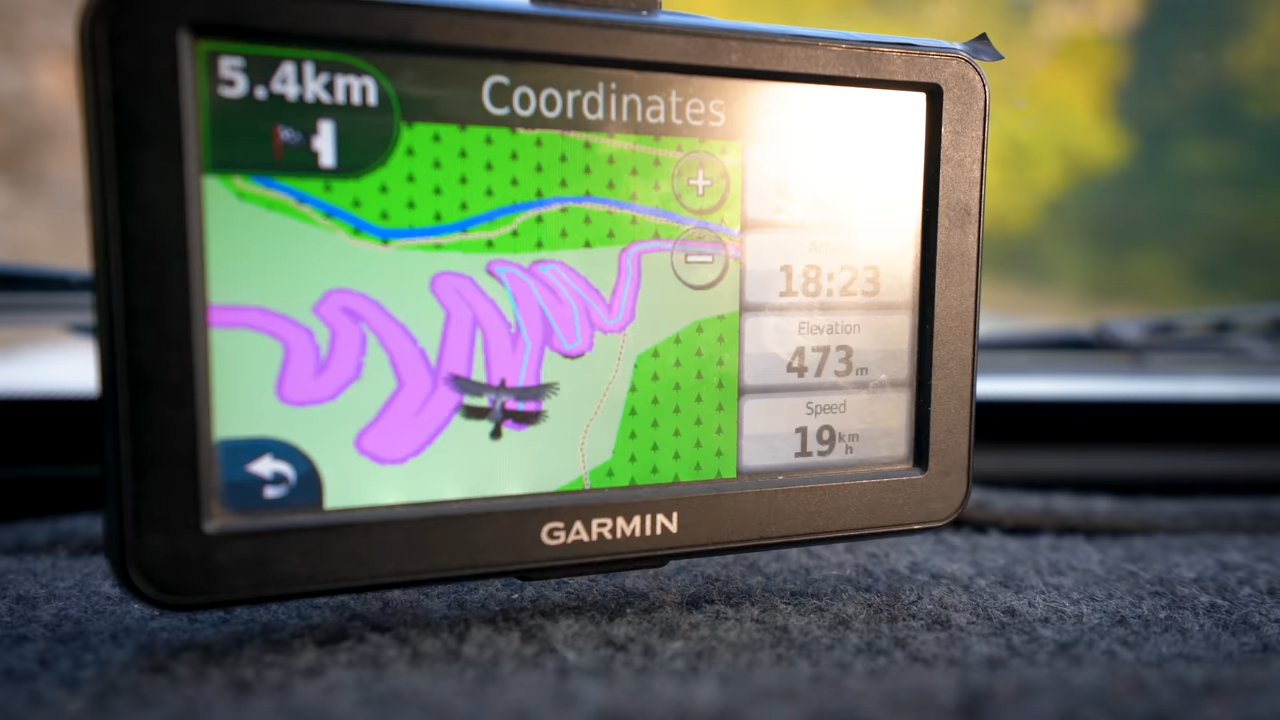 5.4km
Coordinates
+
−
18:23
Elevation
473m
Speed
19km/h
GARMIN